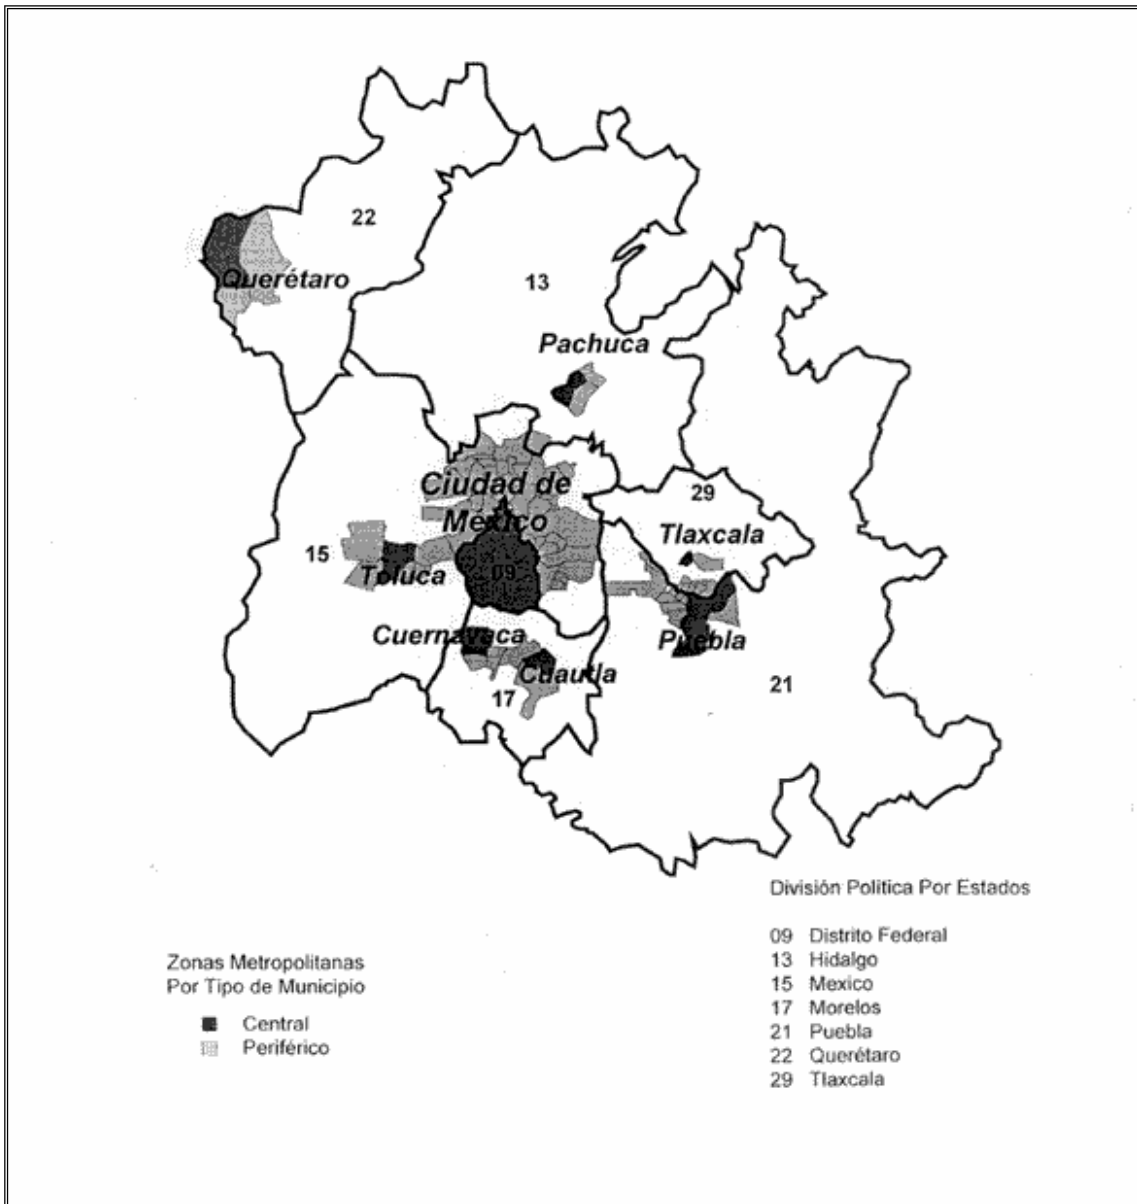 22
Querétaro
13
Pachuca
Ciudad de
México
29
Tlaxcala
15
Toluca
09
Cuernavaca
Puebla
Cuautla
17
21
División Política Por Estados
09 Distrito Federal
13 Hidalgo
15 Mexico
17 Morelos
21 Puebla
22 Querétaro
29 Tlaxcala
Zonas Metropolitanas
Por Tipo de Municipio
Central
Periférico